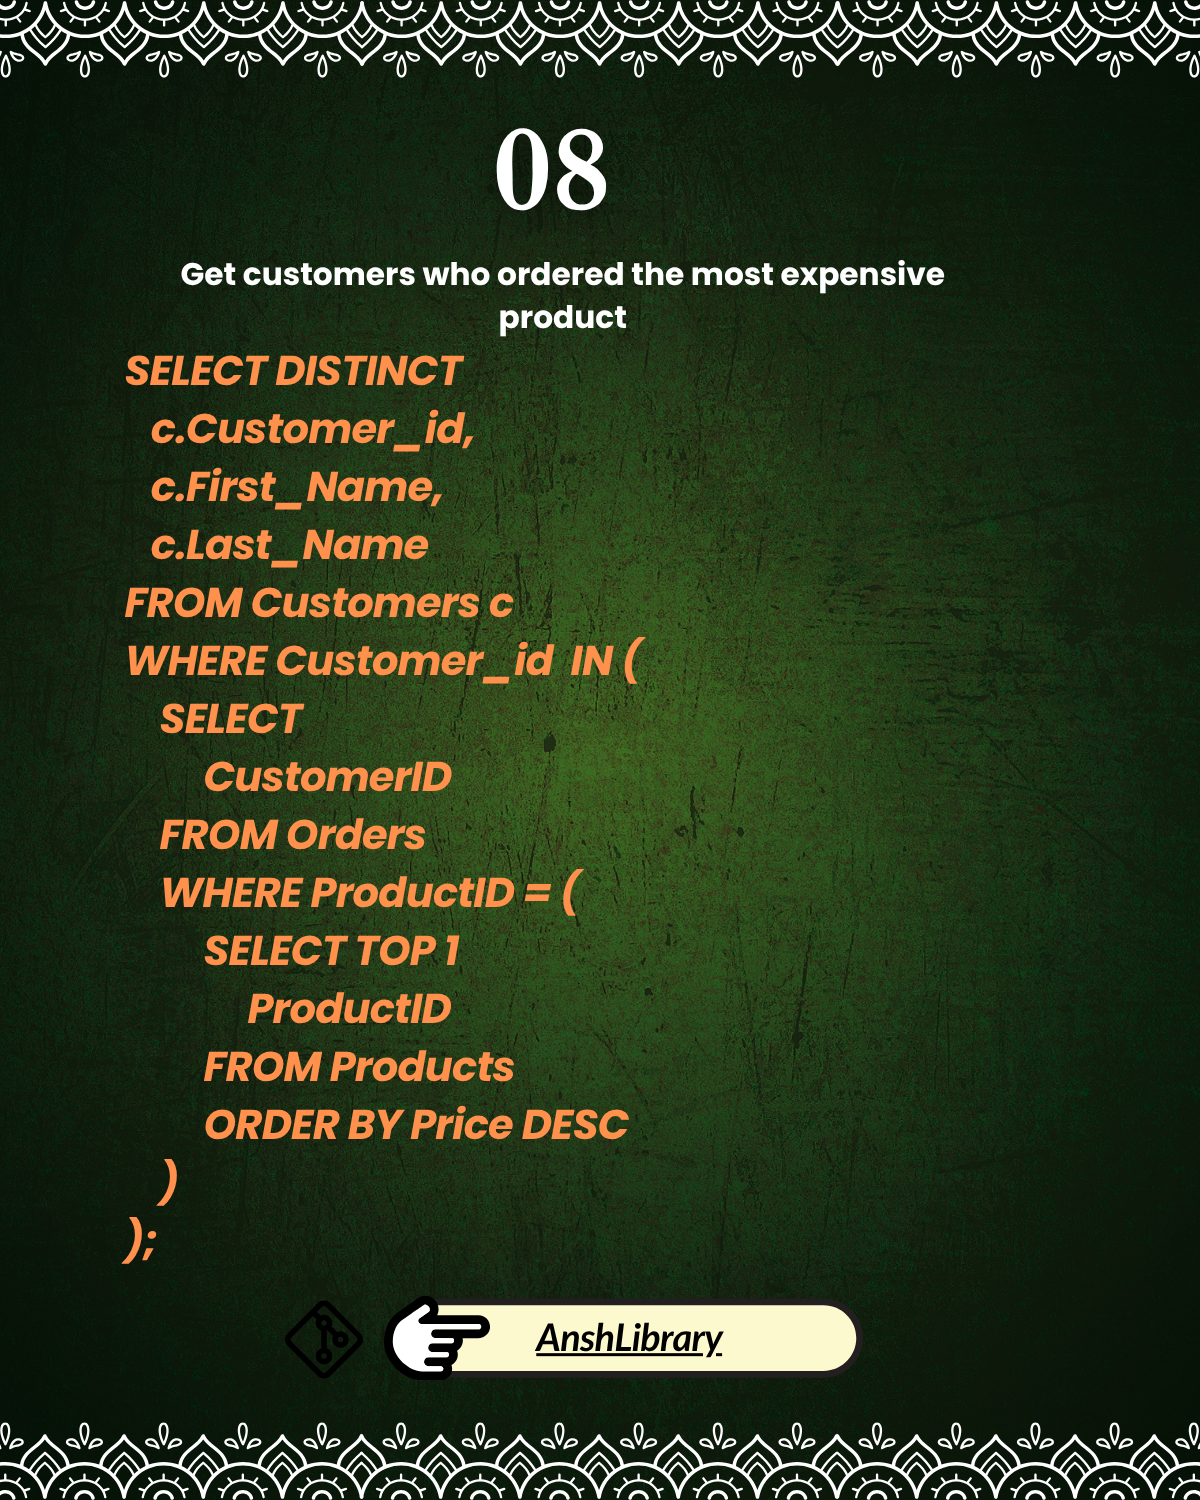 08
Get customers who ordered the most expensive
product
SELECT DISTINCT
c.Customer_id,
c.First_Name,
c.Last_Name
FROM Customers c
WHERE Customer_id  IN (
SELECT
CustomerID
FROM Orders
WHERE ProductID = (
SELECT TOP 1
ProductID
FROM Products
ORDER BY Price DESC
)
);
AnshLibrary